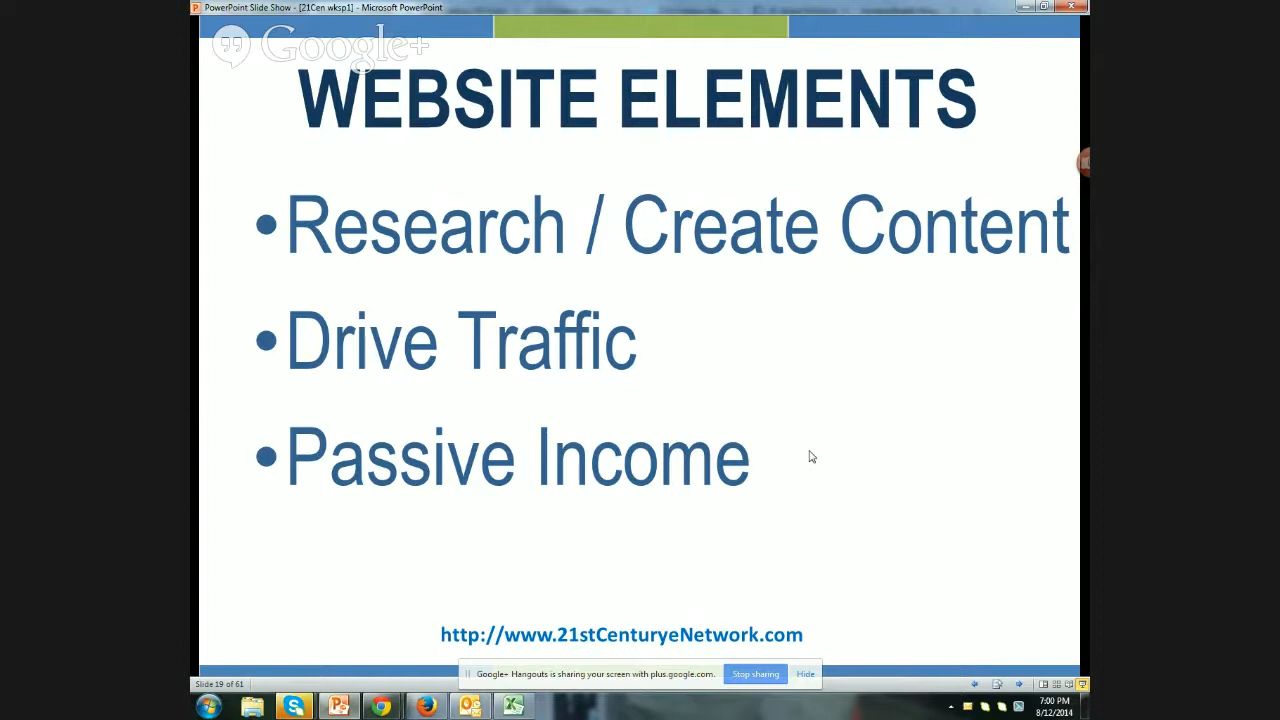 PowerPoint Slide Show - [21Cen wksp1] - Microsoft PowerPoint
Google+
WEBSITE ELEMENTS
•Research / Create Content
•Drive Traffic
•Passive Income
http://www.21stCenturyeNetwork.com
Google+ Hangouts is sharing your screen with plus.google.com. Stop sharing Hide
Slide 19 of 61
7:00 PM
8/12/2014